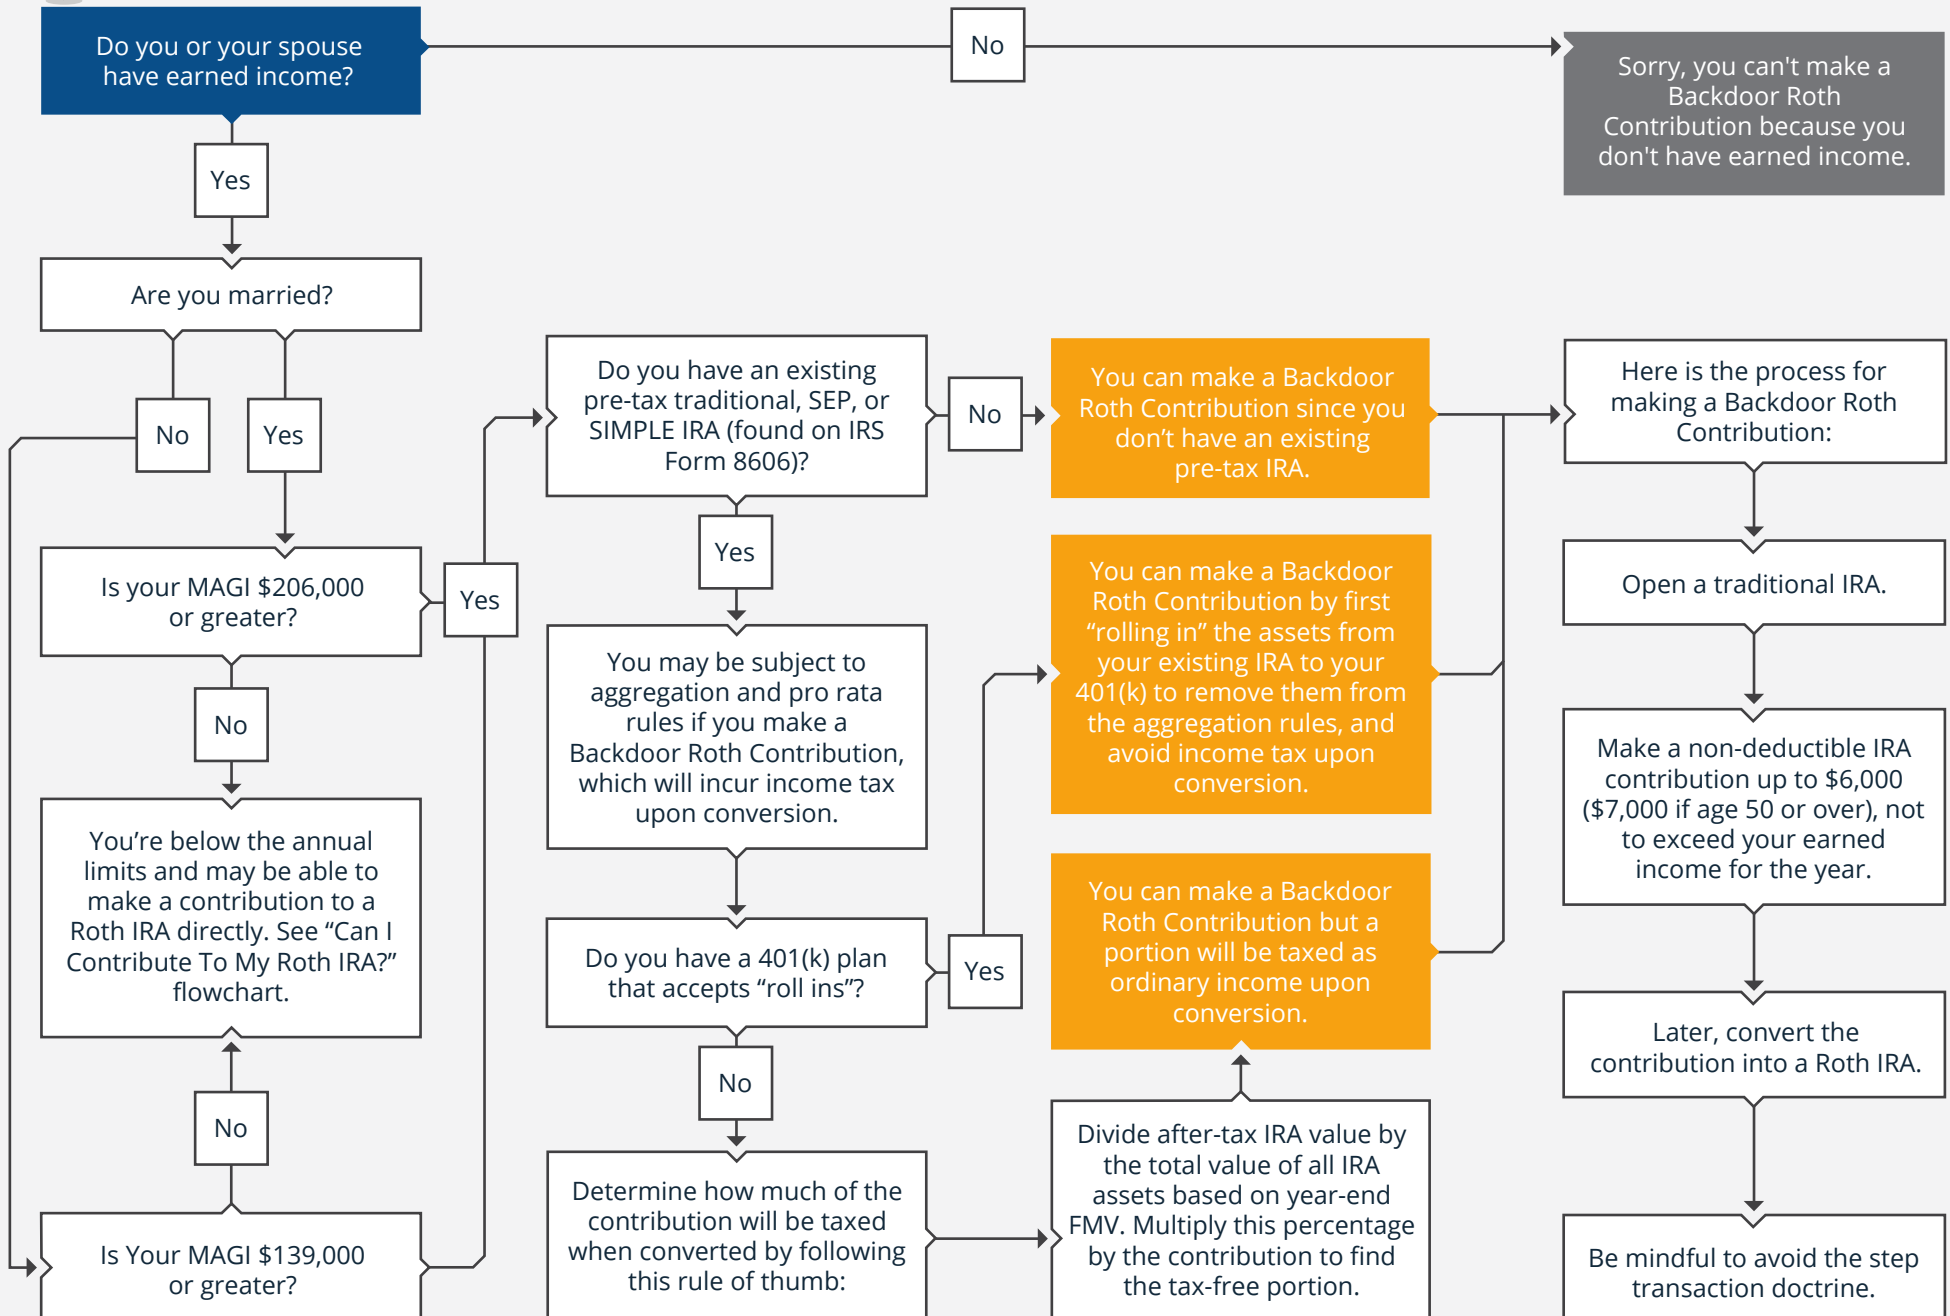 Do you or your spouse
have earned income?
No
Sorry, you can't make a
Backdoor Roth
Contribution because you
don't have earned income.
Yes
Are you married?
No
Yes
Is your MAGI $206,000
or greater?
Yes
No
You’re below the annual
limits and may be able to
make a contribution to a
Roth IRA directly. See “Can I
Contribute To My Roth IRA?”
flowchart.
No
Is Your MAGI $139,000
or greater?
Do you have an existing
pre-tax traditional, SEP, or
SIMPLE IRA (found on IRS
Form 8606)?
No
Yes
You may be subject to
aggregation and pro rata
rules if you make a
Backdoor Roth Contribution,
which will incur income tax
upon conversion.
Do you have a 401(k) plan
that accepts “roll ins”?
Yes
No
Determine how much of the
contribution will be taxed
when converted by following
this rule of thumb:
You can make a Backdoor
Roth Contribution since you
don’t have an existing
pre-tax IRA.
You can make a Backdoor
Roth Contribution by first
“rolling in” the assets from
your existing IRA to your
401(k) to remove them from
the aggregation rules, and
avoid income tax upon
conversion.
You can make a Backdoor
Roth Contribution but a
portion will be taxed as
ordinary income upon
conversion.
Divide after-tax IRA value by
the total value of all IRA
assets based on year-end
FMV. Multiply this percentage
by the contribution to find
the tax-free portion.
Here is the process for
making a Backdoor Roth
Contribution:
Open a traditional IRA.
Make a non-deductible IRA
contribution up to $6,000
($7,000 if age 50 or over), not
to exceed your earned
income for the year.
Later, convert the
contribution into a Roth IRA.
Be mindful to avoid the step
transaction doctrine.